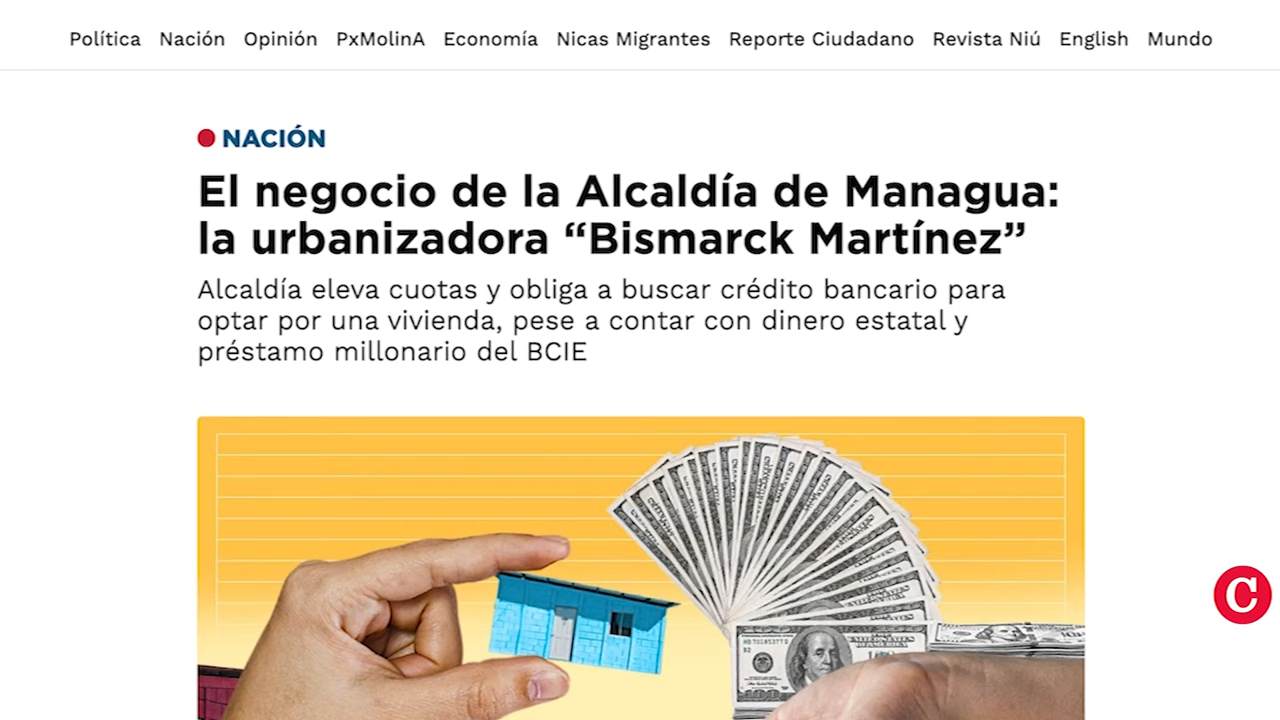 Política Nación Opinión PxMolinA Economía Nicas Migrantes Reporte Ciudadano Revista Niú English Mundo
NACIÓN
El negocio de la Alcaldía de Managua:
la urbanizadora “Bismarck Martínez”
Alcaldía eleva cuotas y obliga a buscar crédito bancario para
optar por una vivienda, pese a contar con dinero estatal y
préstamo millonario del BCIE
C